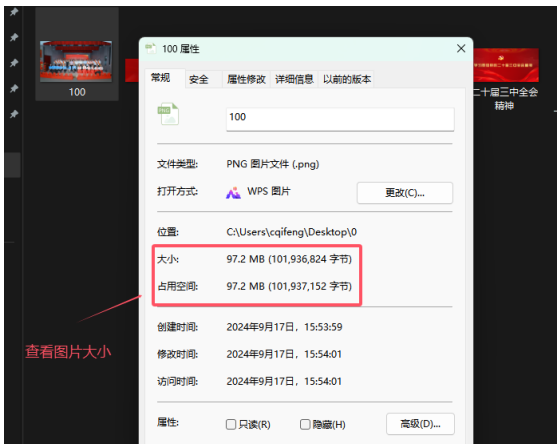 100 属性
常规 安全 属性修改 详细信息 以前的版本
100
二十届三中全会
精神
PNG
100
文件类型: PNG 图片文件 (.png)
打开方式: WPS 图片 更改(C)...
位置: C:\Users\cqifeng\Desktop\0
大小: 97.2 MB (101,936,824 字节)
占用空间: 97.2 MB (101,937,152 字节)
查看图片大小
创建时间: 2024年9月17日，15:53:59
修改时间: 2024年9月17日，15:54:01
访问时间: 2024年9月17日，15:54:01
属性: 只读(R) 隐藏(H) 高级(D)...